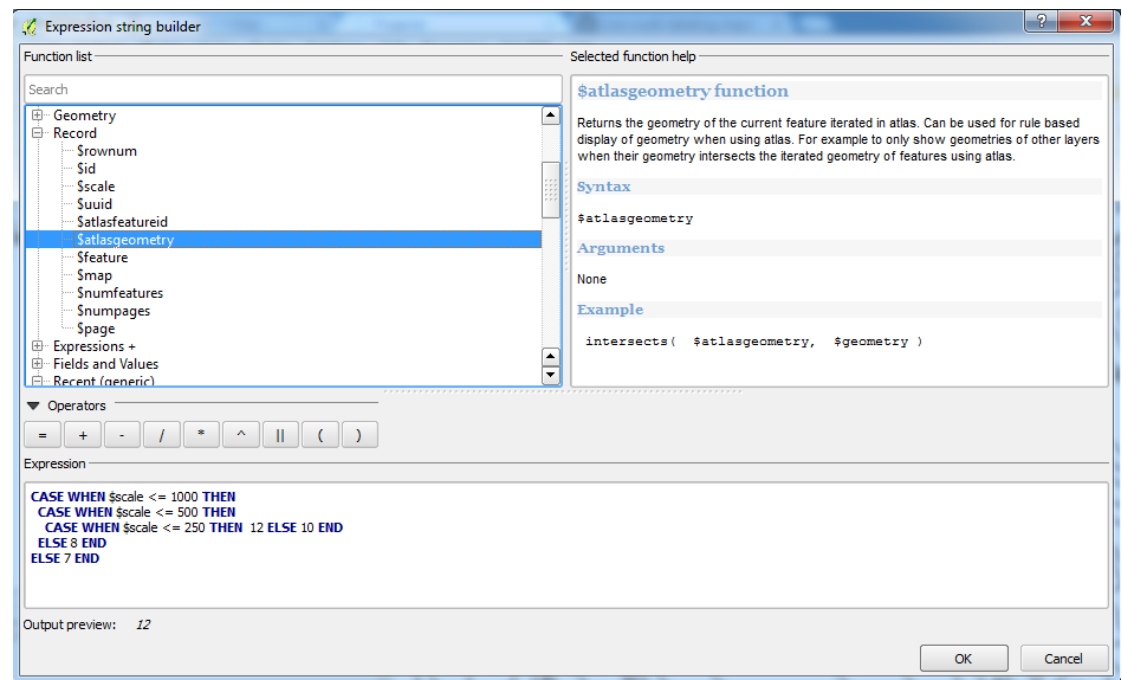 Expression string builder
Function list
Search
Geometry
Record
$rownum
$id
$scale
$uuid
$atlasfeatureid
$atlasgeometry
$feature
$map
$numfeatures
$numpages
$page
Expressions +
Fields and Values
Recent (generic)
Selected function help
$atlasgeometry function
Returns the geometry of the current feature iterated in atlas. Can be used for rule based
display of geometry when using atlas. For example to only show geometries of other layers
when their geometry intersects the iterated geometry of features using atlas.
Syntax
$atlasgeometry
Arguments
None
Example
intersects( $atlasgeometry, $geometry )
Operators
= + - / * ^ || ( )
Expression
CASE WHEN $scale <= 1000 THEN
CASE WHEN $scale <= 500 THEN
CASE WHEN $scale <= 250 THEN 12 ELSE 10 END
ELSE 8 END
ELSE 7 END
Output preview: 12
OK Cancel